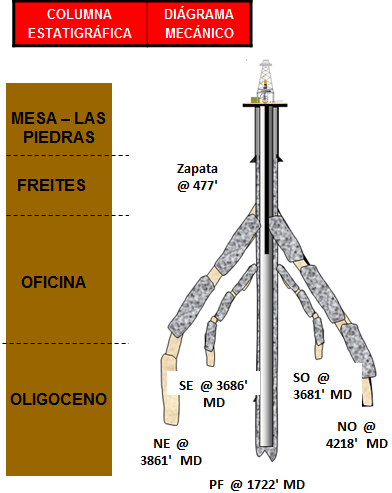 COLUMNA
ESTATIGRÁFICA
DIÁGRAMA
MECÁNICO
MESA – LAS
PIEDRAS
Zapata
@ 477'
FREITES
OFICINA
SE @ 3686'
MD
SO @
3681' MD
OLIGOCENO
NE @
3861' MD
NO @
4218' MD
PF @ 1722' MD